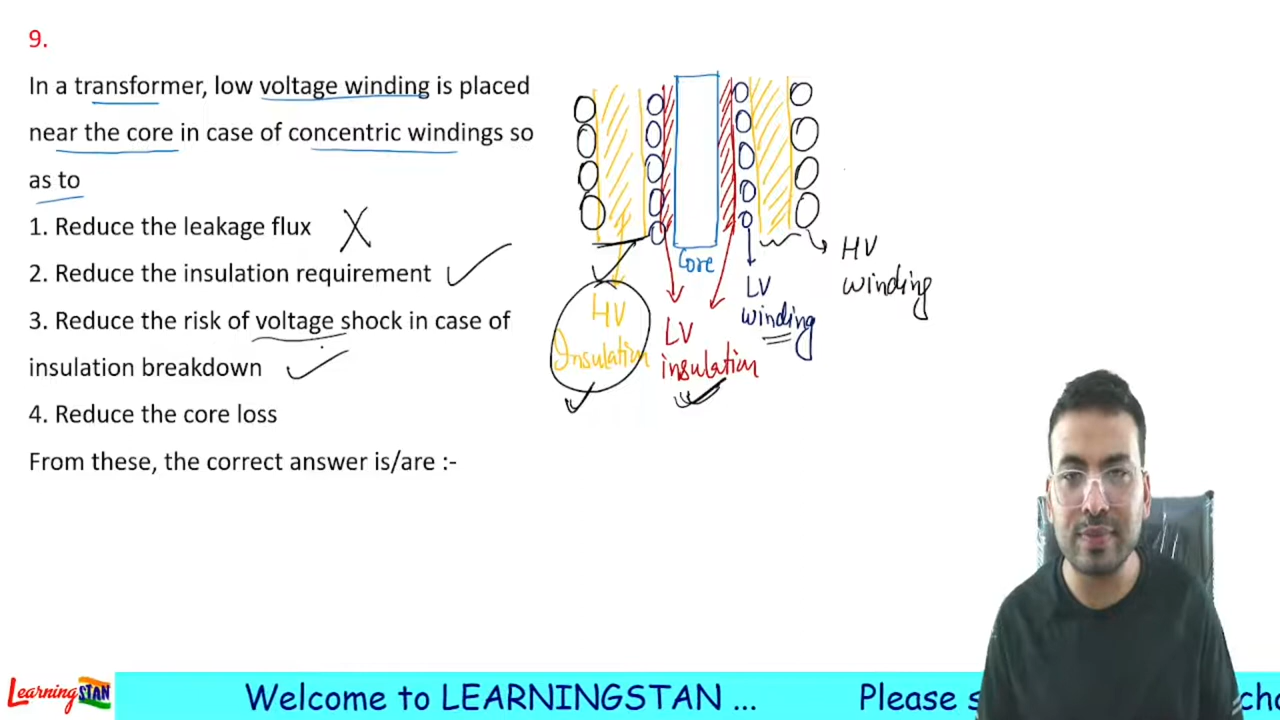 9.
In a transformer, low voltage winding is placed
near the core in case of concentric windings so
as to
1. Reduce the leakage flux
2. Reduce the insulation requirement
3. Reduce the risk of voltage shock in case of
insulation breakdown
4. Reduce the core loss
From these, the correct answer is/are :-
Core
HV
winding
LV
winding
HV
Insulation
LV
insulation
LearningSTAN
Welcome to LEARNINGSTAN ...
Please